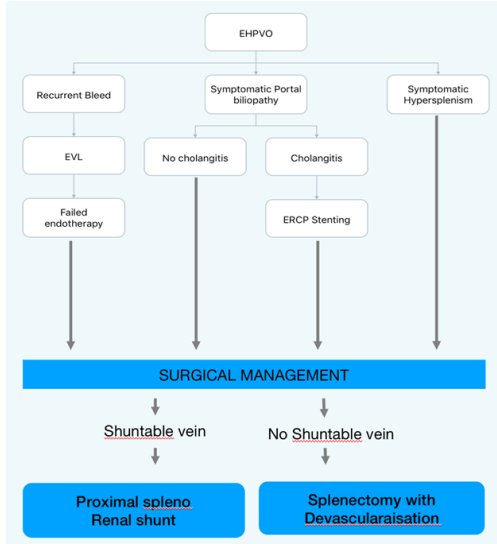 EHPVO
Recurrent Bleed
Symptomatic Portal
biliopathy
Symptomatic
Hypersplenism
EVL
No cholangitis
Cholangitis
Failed
endotherapy
ERCP Stenting
SURGICAL MANAGEMENT
Shuntable vein
No Shuntable vein
Proximal spleno
Renal shunt
Splenectomy with
Devascularaisation